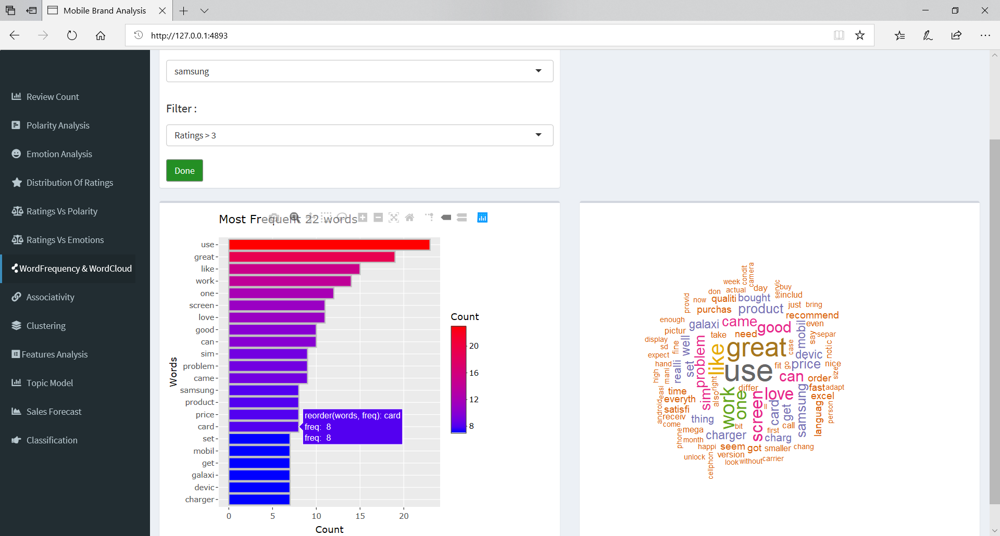 Mobile Brand Analysis
http://127.0.0.1:4893
Review Count
Polarity Analysis
Emotion Analysis
Distribution Of Ratings
Ratings Vs Polarity
Ratings Vs Emotions
WordFrequency & WordCloud
Associativity
Clustering
Features Analysis
Topic Model
Sales Forecast
Classification
samsung
Filter :
Ratings > 3
Done
Most Frequent 22 words
Words
use
great
like
work
one
screen
love
good
can
sim
problem
came
samsung
product
price
card
set
mobil
get
galaxi
devic
charger
reorder(words, freq): card
freq: 8
freq: 8
0 5 10 15 20
Count
Count
20
16
12
8
condit
camera
week
don
actual
day
servic
buy
provid
now
qualiti
bought
includ
purchas
product
just
bring
enough
galaxi
came
good
recommend
pictur
take
need
mobil
even
display
sd
fine
well
problem
like
great
case
say
separ
expect
hand
realli
set
use
fit
go
devic
price
notic
nice
size
high
mani
right
can
order
easi
time
also
differ
fast
adapt
everyth
sim
work
one
screen
love
excel
android
satisfi
ll
card
get
samsung
languag
person
receiv
come
thing
bit
first
call
phone
mega
charger
charg
month
happi
seem
got
smaller
chang
unlock
version
cellphon
look
without
carrier